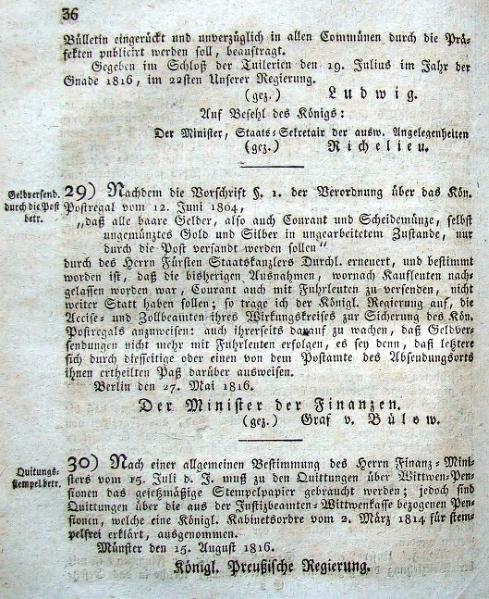 36
Bülletin eingerückt und unverzüglich in allen Communen durch die Prä-
fekten publicirt werden soll, beauftragt.
Gegeben im Schloß der Tuilerien den 19. Julius im Jahr der
Gnade 1816, im 22sten Unserer Regierung.
(gez.) Ludwig.
Auf Befehl des Königs:
Der Minister, Staats-Sekretair der ausw. Angelegenheiten
(gez.) Richelieu.
Geldversend.
durch die Post
betr.
29) Nachdem die Vorschrift §. 1. der Verordnung über das Kön.
Postregal vom 12. Juni 1804,
„daß alle baare Gelder, also auch Courant und Scheidemünze, selbst
ungemünztes Gold und Silber in ungearbeitetem Zustande, nur
durch die Post versandt werden sollen“
durch des Herrn Fürsten Staatskanzlers Durchl. erneuert, und bestimmt
worden ist, daß die bisherigen Ausnahmen, wornach Kaufleuten nach-
gelassen worden war, Courant auch mit Fuhrleuten zu versenden, nicht
weiter Statt haben sollen; so trage ich der Königl. Regierung auf, die
Accise- und Zollbeamten ihres Wirkungskreises zur Sicherung des Kön.
Postregals anzuweisen: auch ihrerseits darauf zu wachen, daß Geldver-
sendungen nicht mehr mit Fuhrleuten erfolgen, es sey denn, daß letztere
sich durch diesseitige oder einen von dem Postamte des Absendungsorts
ihnen ertheilten Paß darüber ausweisen.
Berlin den 27. Mai 1816.
Der Minister der Finanzen.
(gez.) Graf v. Bülow.
Quitungs-
stempel betr.
30) Nach einer allgemeinen Bestimmung des Herrn Finanz-Mini-
sters vom 15. Juli d. J. muß zu den Quittungen über Wittwen-Pen-
sionen das gesetzmäßige Stempelpapier gebraucht werden; jedoch sind
Quittungen über die aus der Justizbeamten-Wittwenkasse bezogenen Pen-
sionen, welche eine Königl. Kabinetsordre vom 2. März 1814 für stem-
pelfrei erklärt, ausgenommen.
Münster den 15. August 1816.
Königl. Preußische Regierung.